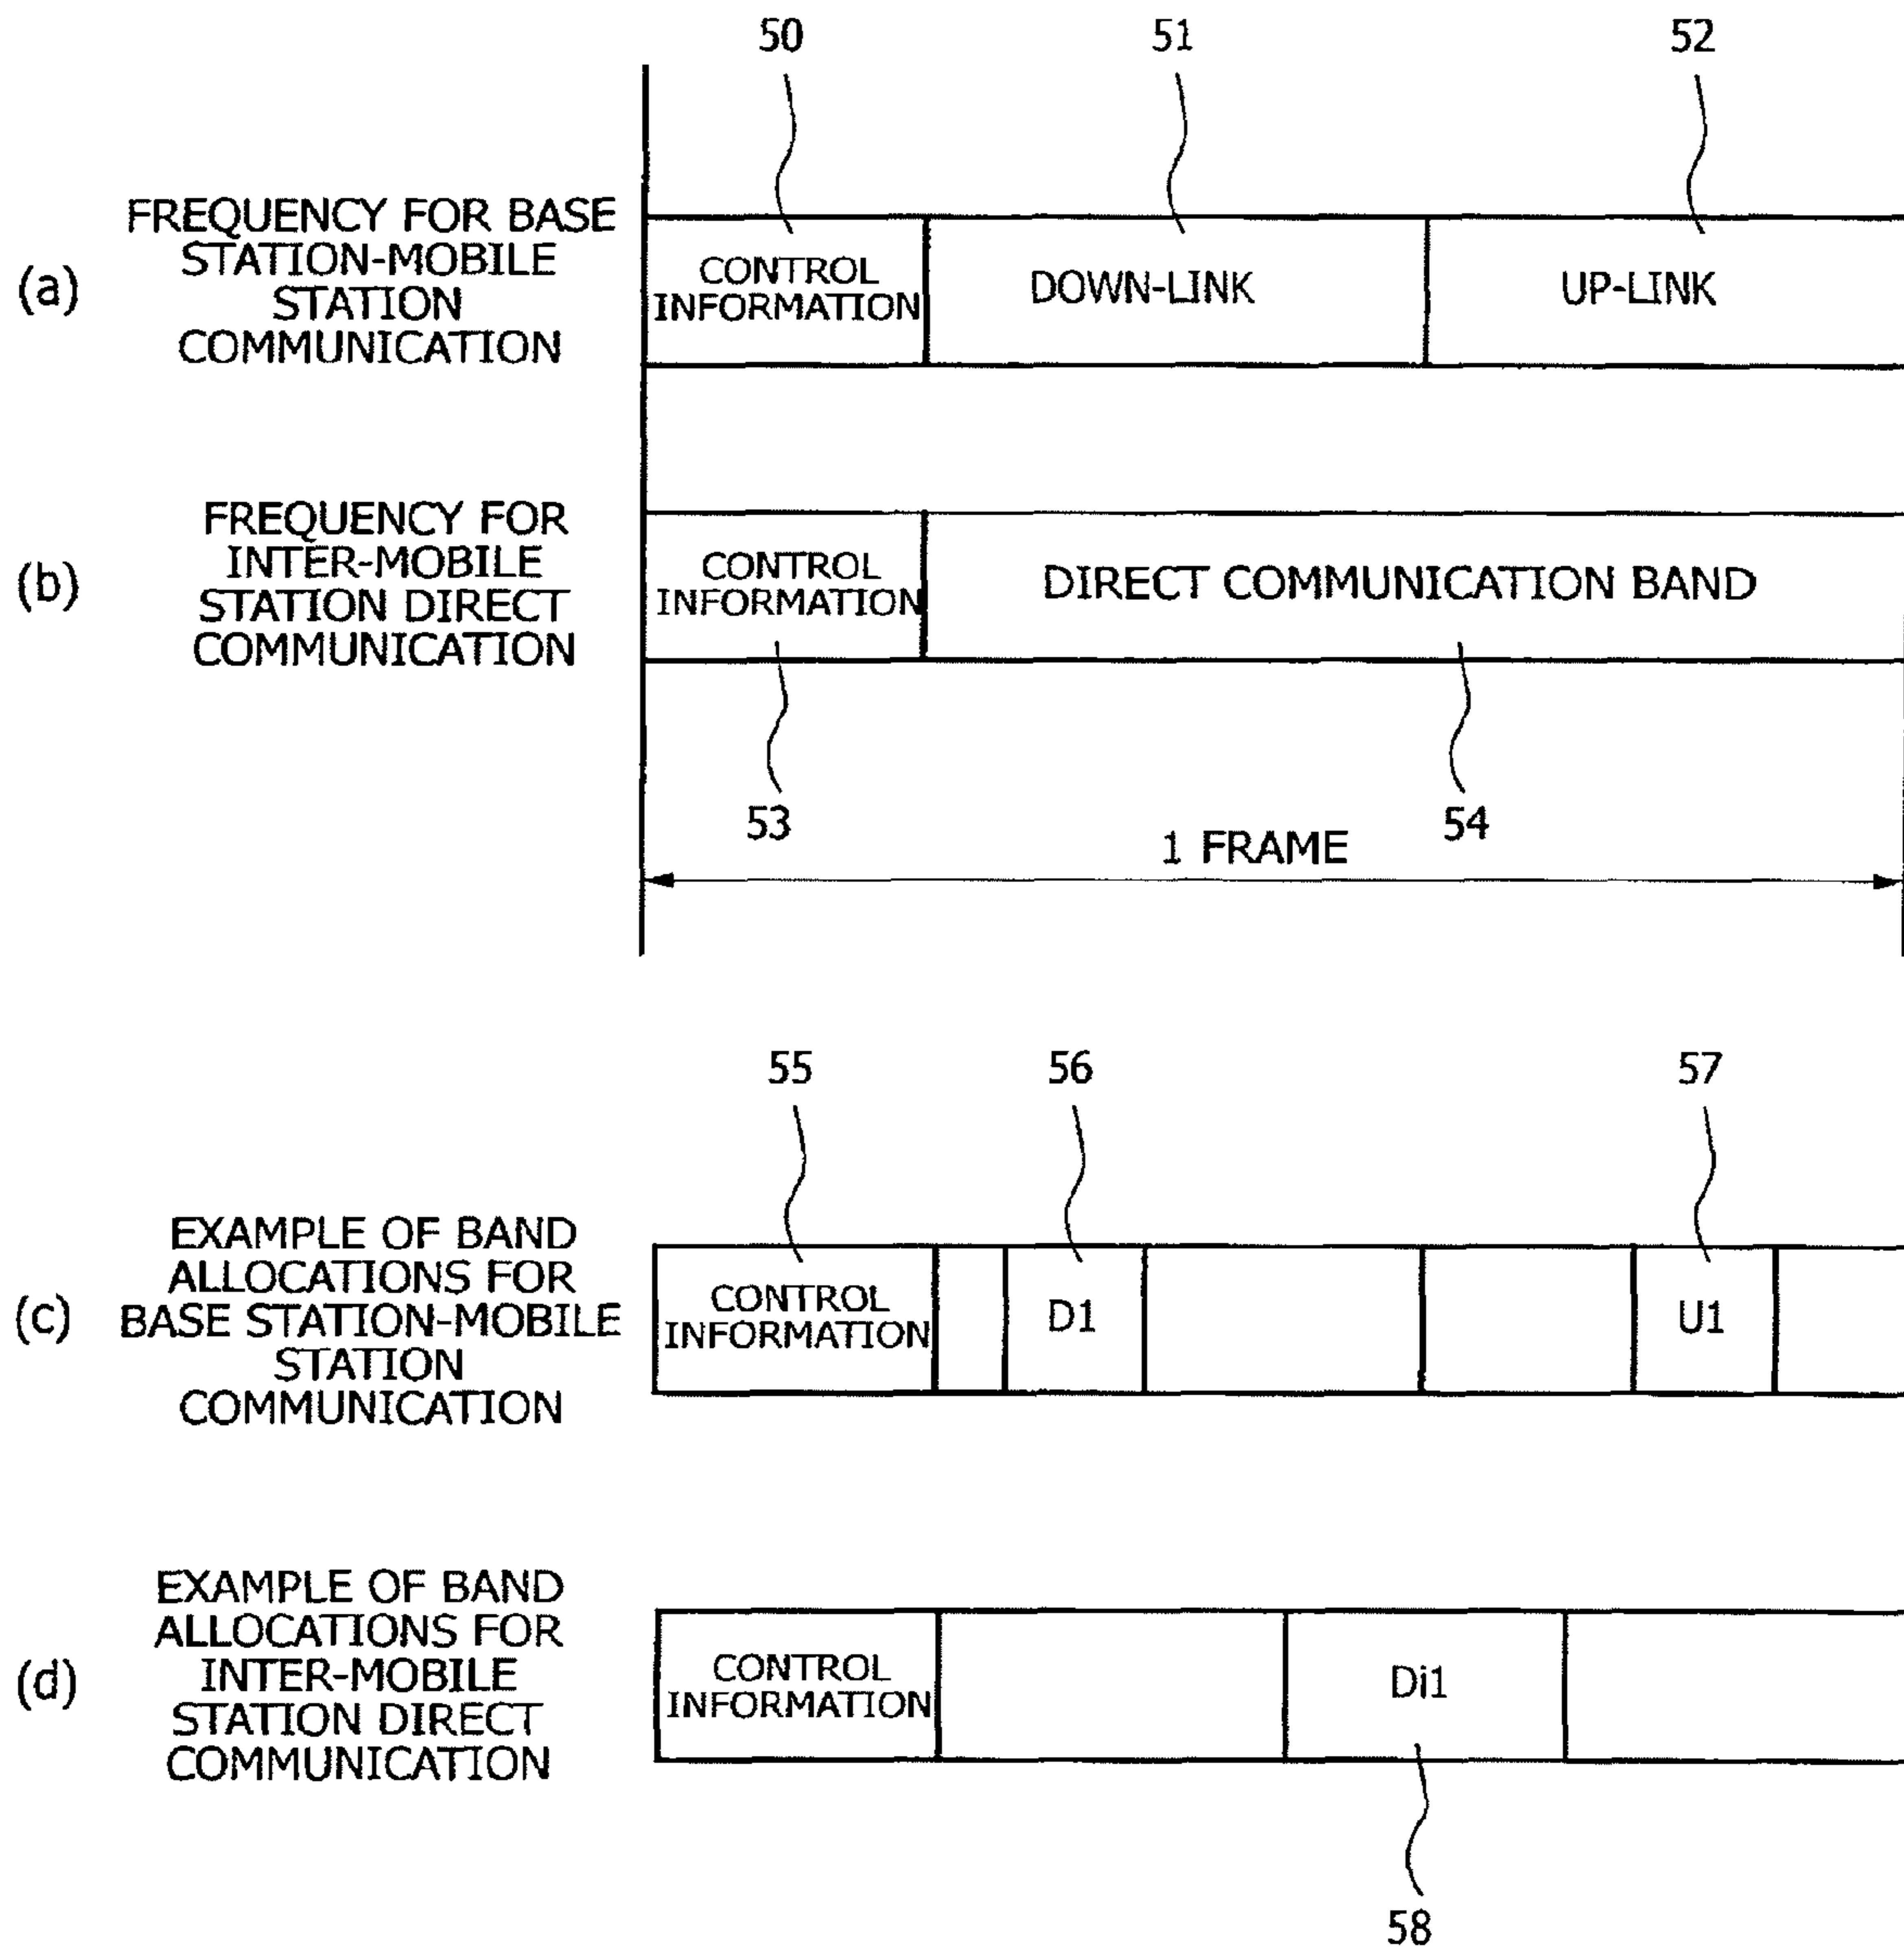 50 51 52
(a)
FREQUENCY FOR BASE
STATION-MOBILE
STATION
COMMUNICATION
CONTROL
INFORMATION
DOWN-LINK
UP-LINK
(b)
FREQUENCY FOR
INTER-MOBILE
STATION DIRECT
COMMUNICATION
CONTROL
INFORMATION
DIRECT COMMUNICATION BAND
53 54
1 FRAME
55 56 57
(c)
EXAMPLE OF BAND
ALLOCATIONS FOR
BASE STATION-MOBILE
STATION
COMMUNICATION
CONTROL
INFORMATION
D1
U1
(d)
EXAMPLE OF BAND
ALLOCATIONS FOR
INTER-MOBILE
STATION DIRECT
COMMUNICATION
CONTROL
INFORMATION
Di1
58